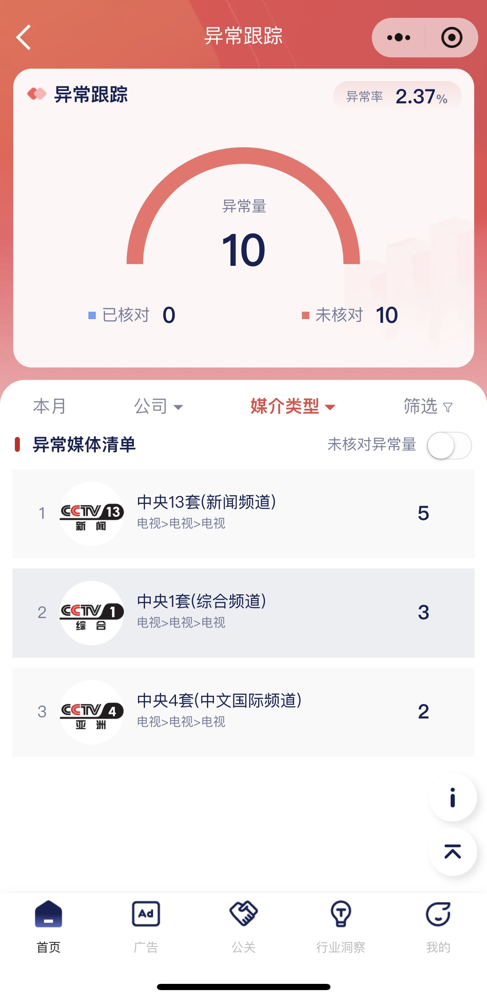 异常跟踪
异常跟踪
异常率 2.37%
异常量
10
已核对 0
未核对 10
本月
公司
媒介类型
筛选
异常媒体清单
未核对异常量
1
CCTV 13
新闻
中央13套(新闻频道)
电视>电视>电视
5
2
CCTV 1
综合
中央1套(综合频道)
电视>电视>电视
3
3
CCTV 4
亚洲
中央4套(中文国际频道)
电视>电视>电视
2
Ad
首页
广告
公关
行业洞察
我的